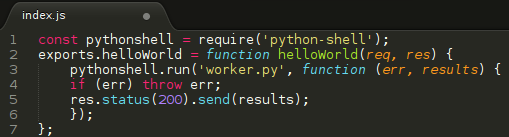 index.js
1 const pythonshell = require('python-shell');
2 exports.helloWorld = function helloWorld(req, res) {
3 pythonshell.run('worker.py', function (err, results) {
4 if (err) throw err;
5 res.status(200).send(results);
6 });
7 };